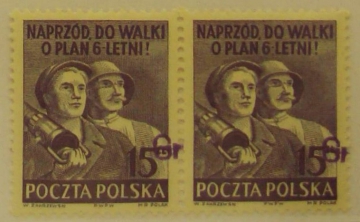 NAPRZÓD, DO WALKI
O PLAN 6-LETNI!
15
Gr
POCZTA POLSKA
NAPRZÓD, DO WALKI
O PLAN 6-LETNI!
15
Gr
POCZTA POLSKA